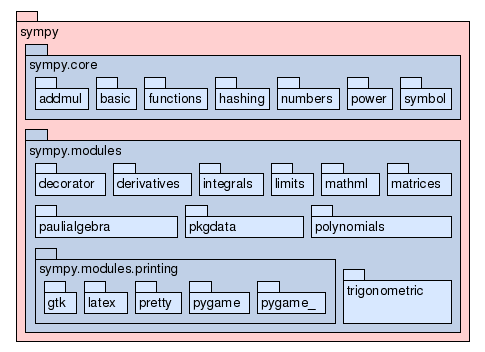 sympy
sympy.core
addmul basic functions hashing numbers power symbol
sympy.modules
decorator derivatives integrals limits mathml matrices
paulialgebra pkgdata polynomials
sympy.modules.printing
trigonometric
gtk latex pretty pygame pygame_